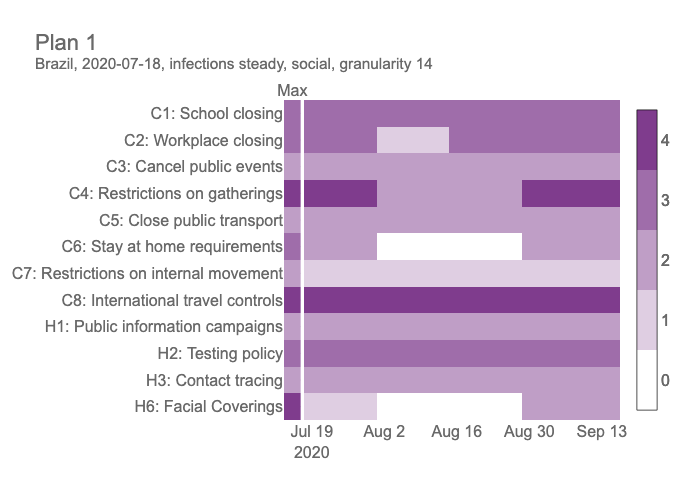 Plan 1
Brazil, 2020-07-18, infections steady, social, granularity 14
Max
C1: School closing
C2: Workplace closing
C3: Cancel public events
C4: Restrictions on gatherings
C5: Close public transport
C6: Stay at home requirements
C7: Restrictions on internal movement
C8: International travel controls
H1: Public information campaigns
H2: Testing policy
H3: Contact tracing
H6: Facial Coverings
Jul 19 Aug 2 Aug 16 Aug 30 Sep 13
2020
4
3
2
1
0